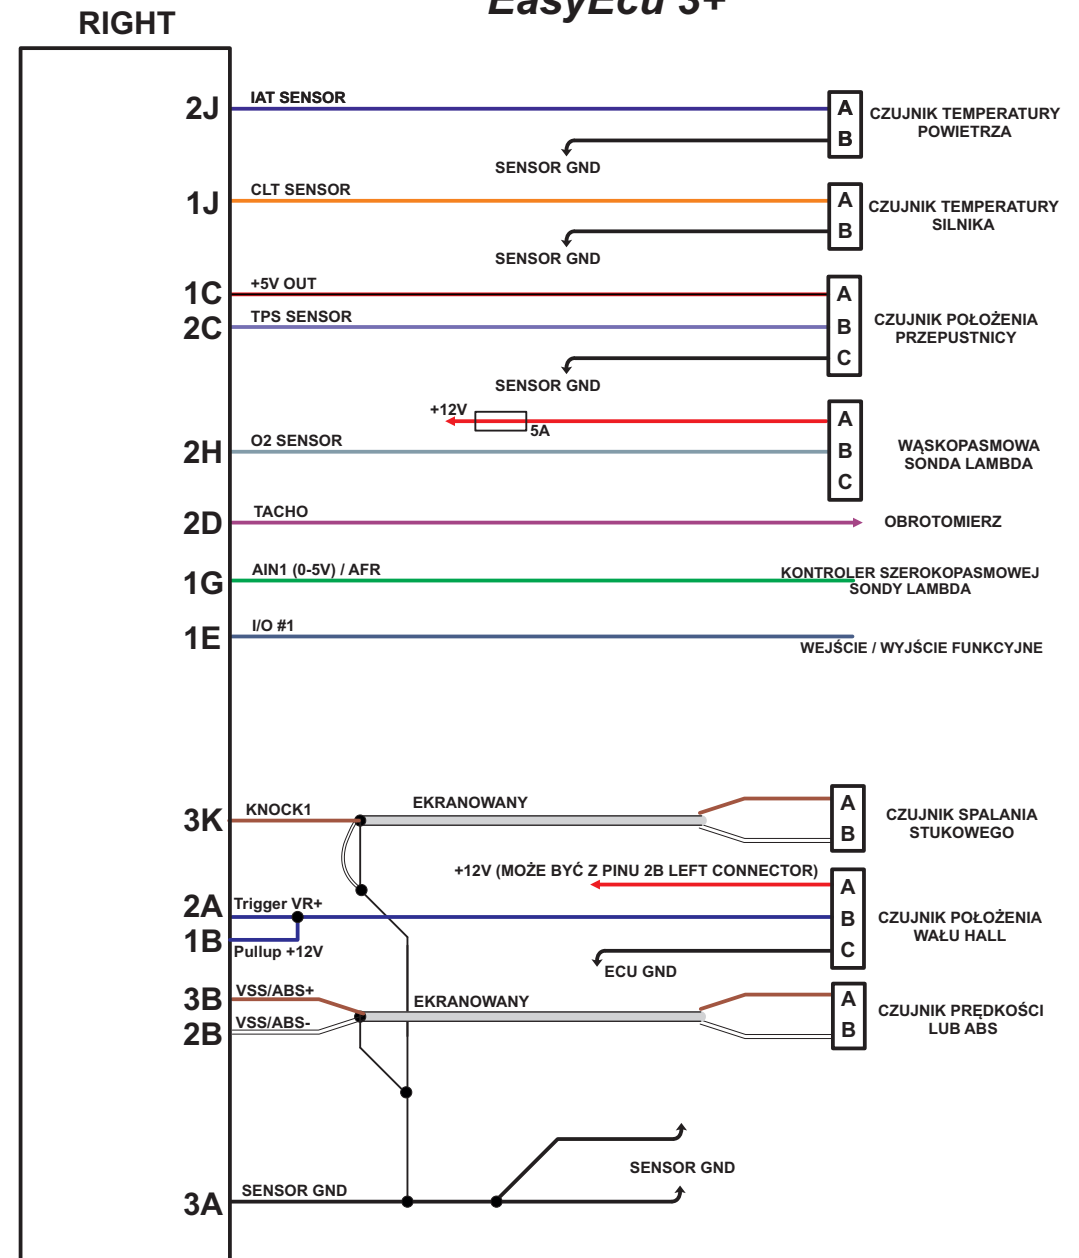 EasyEcu 3+
RIGHT
2J
IAT SENSOR
A
B
CZUJNIK TEMPERATURY
POWIETRZA
SENSOR GND
1J
CLT SENSOR
A
B
CZUJNIK TEMPERATURY
SILNIKA
SENSOR GND
1C
+5V OUT
2C
TPS SENSOR
A
B
C
CZUJNIK POŁOŻENIA
PRZEPUSTNICY
SENSOR GND
+12V
5A
2H
O2 SENSOR
A
B
C
WĄSKOPASMOWA
SONDA LAMBDA
2D
TACHO
OBROTOMIERZ
1G
AIN1 (0-5V) / AFR
KONTROLER SZEROKOPASMOWEJ
SONDY LAMBDA
1E
I/O #1
WEJŚCIE / WYJŚCIE FUNKCYJNE
3K
KNOCK1
EKRANOWANY
A
B
CZUJNIK SPALANIA
STUKOWEGO
+12V (MOŻE BYĆ Z PINU 2B LEFT CONNECTOR)
2A
Trigger VR+
1B
Pullup +12V
A
B
C
CZUJNIK POŁOŻENIA
WAŁU HALL
ECU GND
3B
VSS/ABS+
2B
VSS/ABS-
EKRANOWANY
A
B
CZUJNIK PRĘDKOŚCI
LUB ABS
SENSOR GND
3A
SENSOR GND